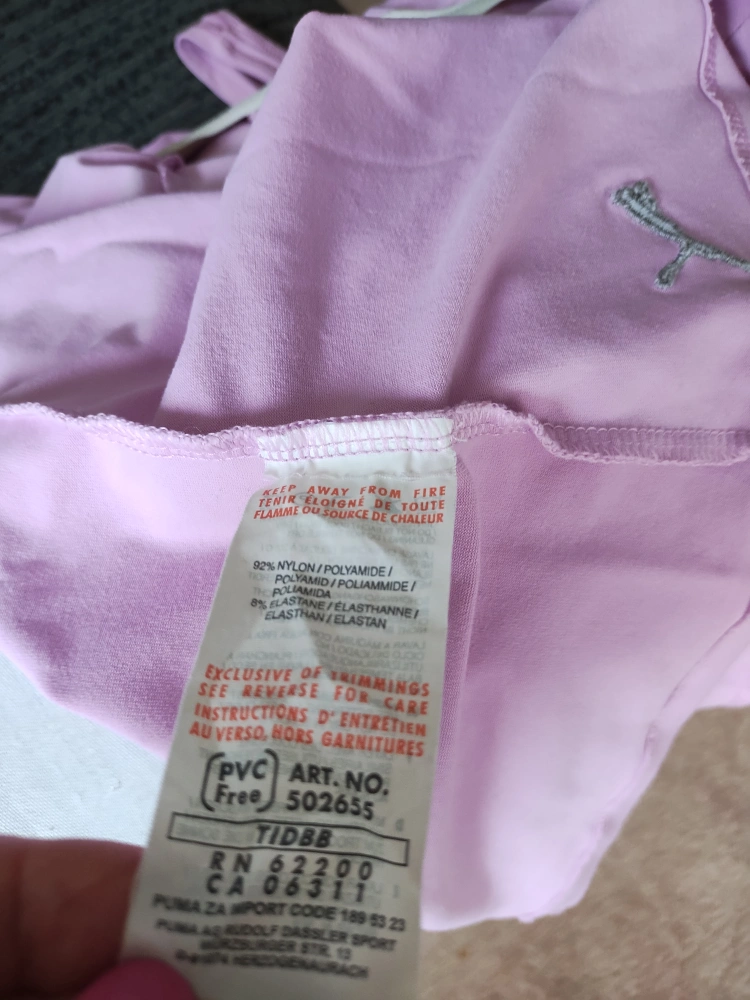 KEEP AWAY FROM FIRE
TENIR ÉLOIGNÉ DE TOUTE
FLAMME OU SOURCE DE CHALEUR
92% NYLON / POLYAMIDE /
POLYAMID / POLIAMMIDE /
POLIAMIDA
8% ELASTANE / ÉLASTHANNE /
ELASTHAN / ELASTAN
EXCLUSIVE OF TRIMMINGS
SEE REVERSE FOR CARE
INSTRUCTIONS D'ENTRETIEN
AU VERSO, HORS GARNITURES
PVC Free
ART. NO.
502655
TIDBB
RN 62200
CA 06311
PUMA ZA IMPORT CODE 189 53 23
PUMA AG RUDOLF DASSLER SPORT
WÜRZBURGER STR. 13
HERZOGENAURACH